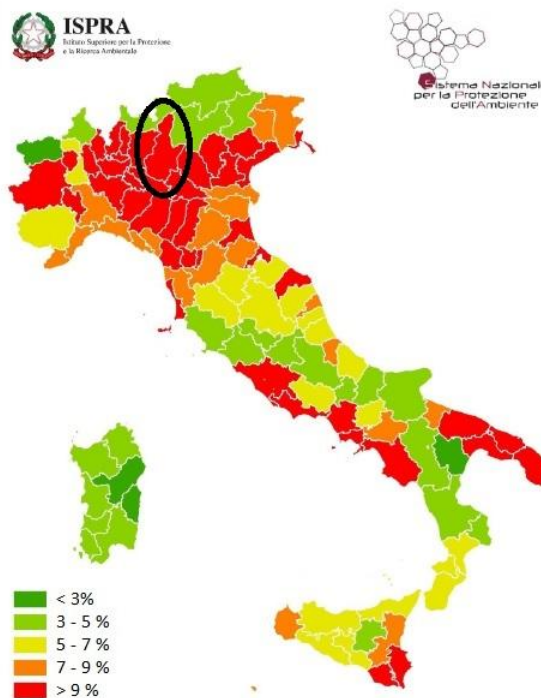 ISPRA
Istituto Superiore per la Protezione
e la Ricerca Ambientale
Sistema Nazionale
per la Protezione
dell'Ambiente
< 3%
3 - 5 %
5 - 7 %
7 - 9 %
> 9 %